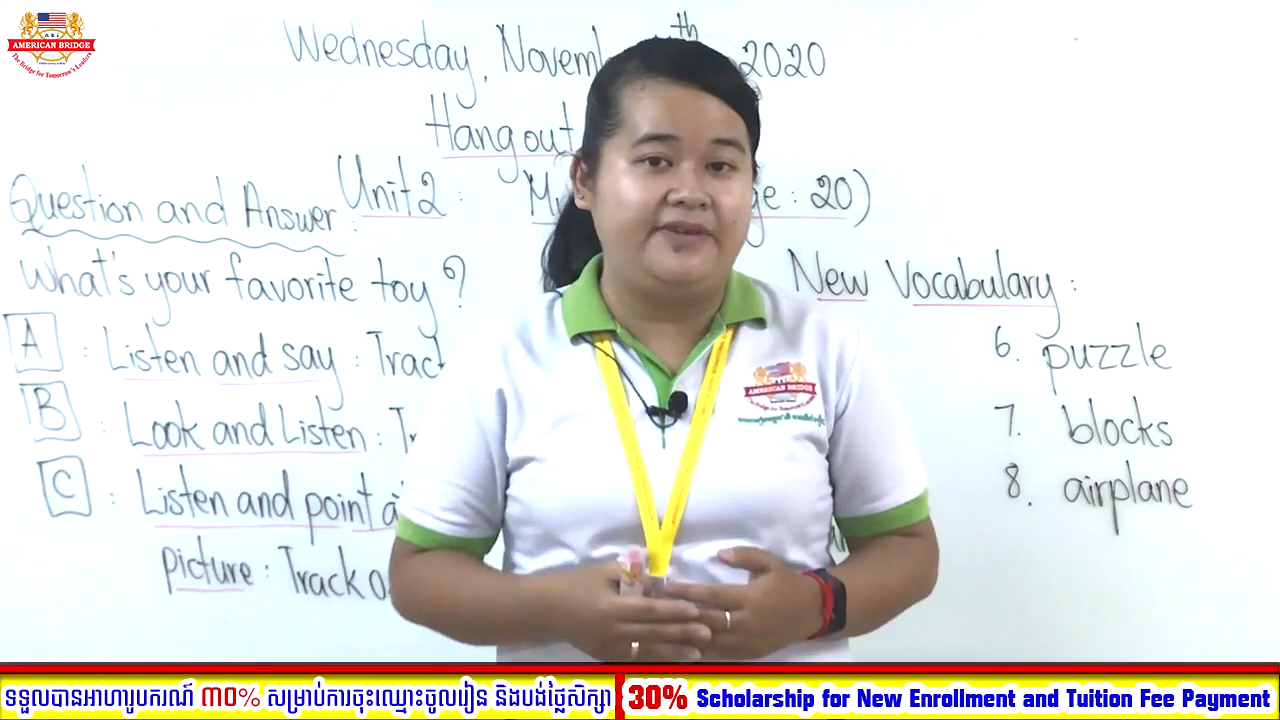 AMERICAN BRIDGE
The Bridge for Tomorrow's Leaders
Wednesday, Novem th 2020
Hang out
Unit 2 : 20)
Question and Answer :
What's your favorite toy ?
A : Listen and say : Track
B : Look and Listen :
C : Listen and point
picture : Track
New Vocabulary :
6. puzzle
7. blocks
8. airplane
AMERICAN BRIDGE
ទទួលបានអាហារូបករណ៍ ៣០% សម្រាប់ការចុះឈ្មោះចូលរៀន និងបង់ថ្លៃសិក្សា
30% Scholarship for New Enrollment and Tuition Fee Payment